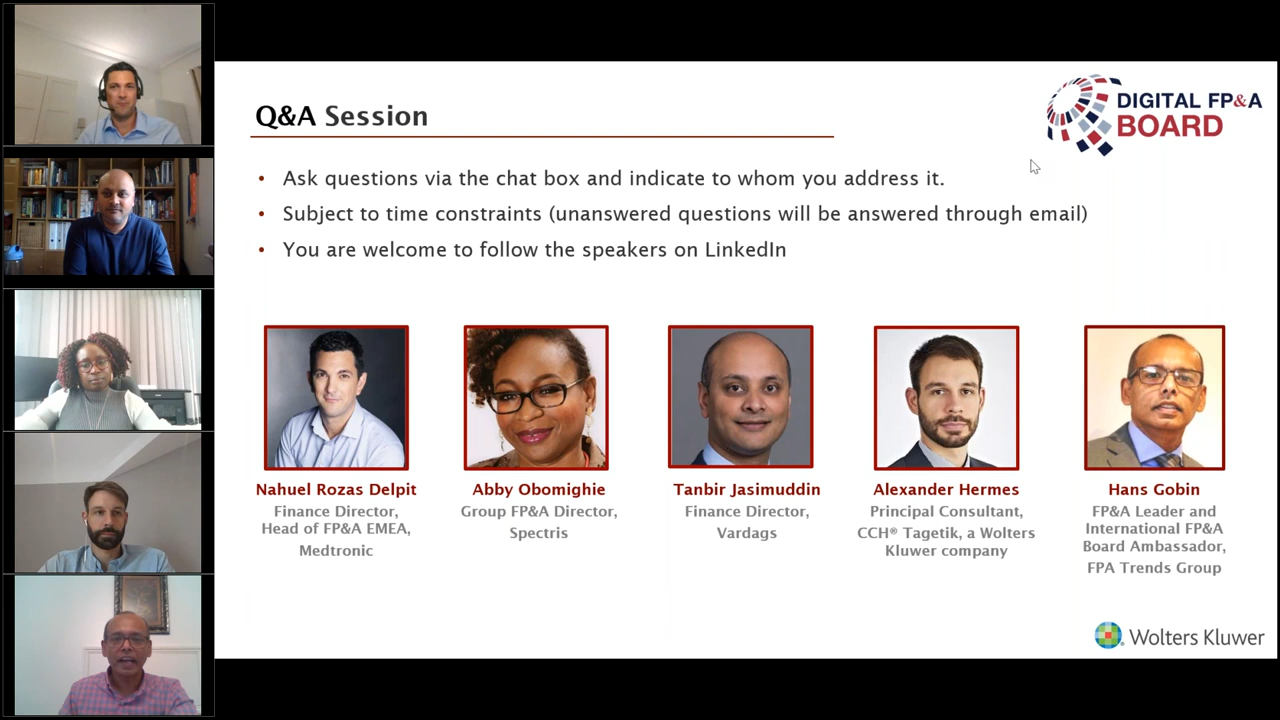 Q&A Session
DIGITAL FP&A
BOARD
• Ask questions via the chat box and indicate to whom you address it.
• Subject to time constraints (unanswered questions will be answered through email)
• You are welcome to follow the speakers on LinkedIn
Nahuel Rozas Delpit
Finance Director,
Head of FP&A EMEA,
Medtronic
Abby Obomighie
Group FP&A Director,
Spectris
Tanbir Jasimuddin
Finance Director,
Vardags
Alexander Hermes
Principal Consultant,
CCH® Tagetik, a Wolters
Kluwer company
Hans Gobin
FP&A Leader and
International FP&A
Board Ambassador,
FPA Trends Group
Wolters Kluwer